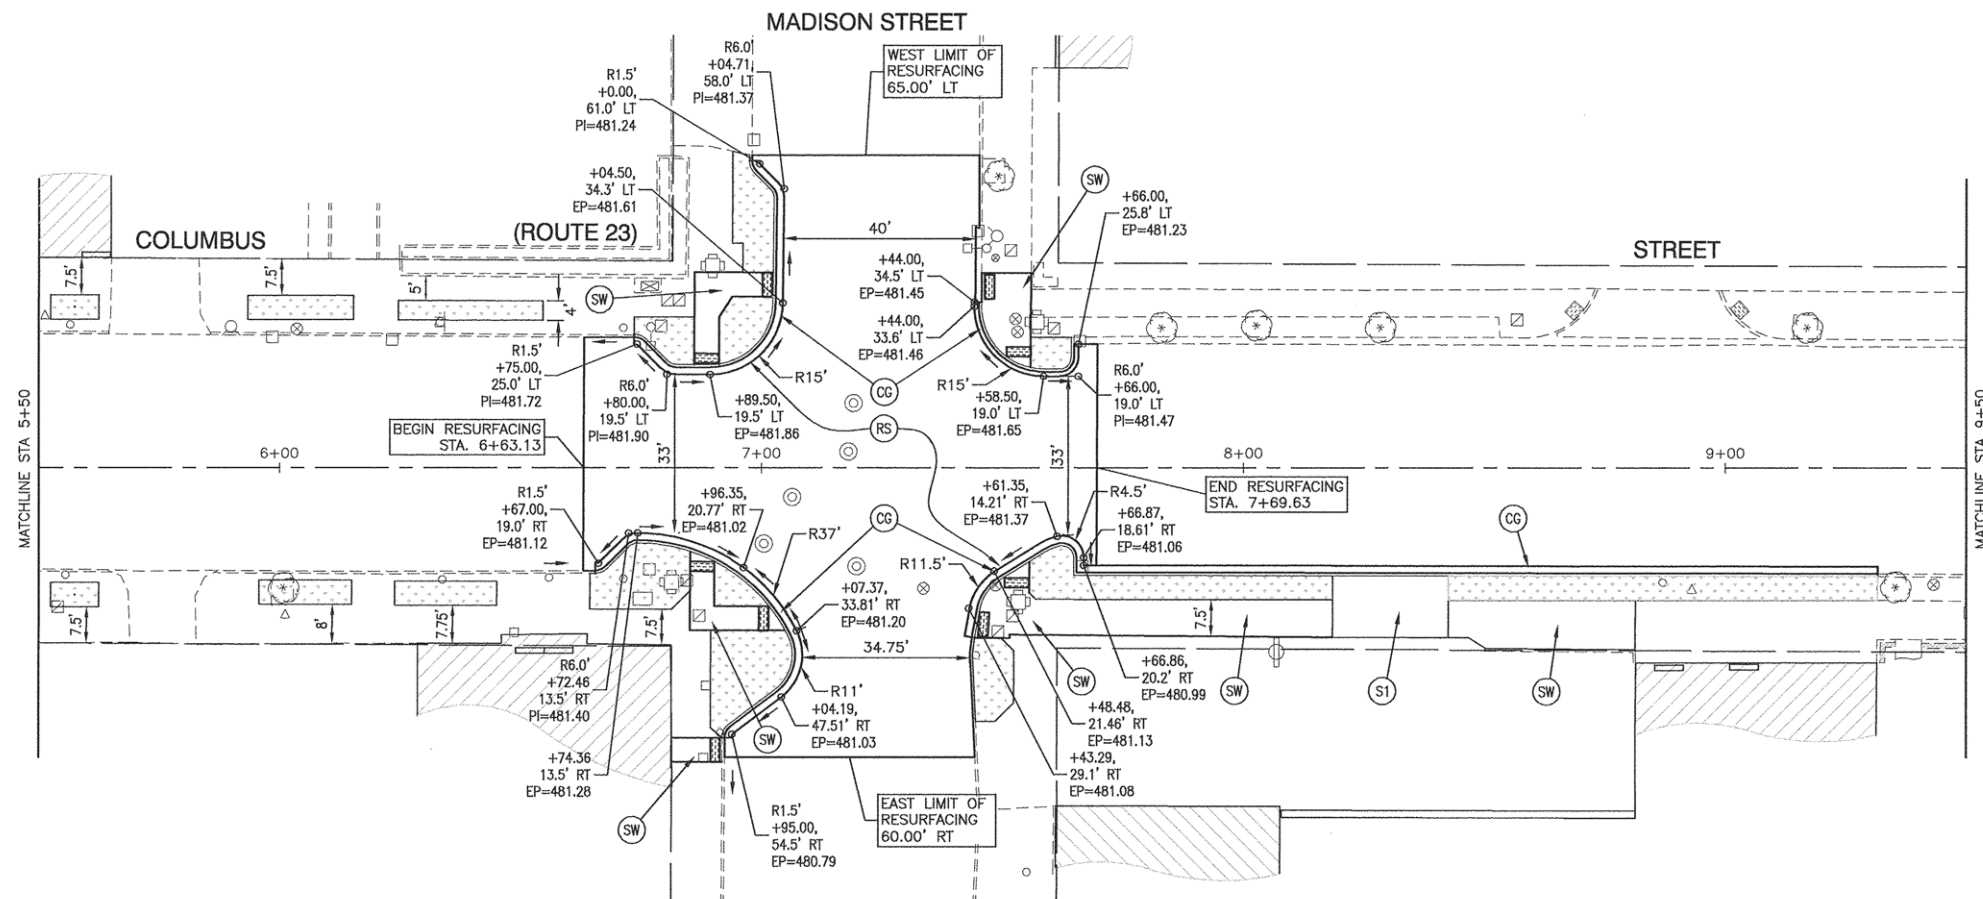 MADISON STREET
R6.0'
+04.71,
58.0' LT
PI=481.37
WEST LIMIT OF
RESURFACING
65.00' LT
R1.5'
+0.00,
61.0' LT
PI=481.24
+04.50,
34.3' LT
EP=481.61
SW
+66.00,
25.8' LT
EP=481.23
COLUMBUS
(ROUTE 23)
STREET
40'
7.5'
7.5'
5'
4'
SW
+44.00,
34.5' LT
EP=481.45
+44.00,
33.6' LT
EP=481.46
R1.5'
+75.00,
25.0' LT
PI=481.72
R6.0'
+80.00,
19.5' LT
PI=481.90
R15'
+89.50,
19.5' LT
EP=481.86
CG
R15'
+58.50,
19.0' LT
EP=481.65
R6.0'
+66.00,
19.0' LT
PI=481.47
BEGIN RESURFACING
STA. 6+63.13
RS
33'
33'
MATCHLINE STA 5+50
6+00
7+00
8+00
9+00
MATCHLINE STA 9+50
END RESURFACING
STA. 7+69.63
R1.5'
+67.00,
19.0' RT
EP=481.12
+96.35,
20.77' RT
EP=481.02
+61.35,
14.21' RT
EP=481.37
R4.5'
+66.87,
18.61' RT
EP=481.06
CG
CG
R37'
R11.5'
+07.37,
33.81' RT
EP=481.20
34.75'
7.5'
8'
7.75'
7.5'
7.5'
R6.0'
+72.46
13.5' RT
PI=481.40
R11'
+04.19,
47.51' RT
EP=481.03
SW
SW
+66.86,
20.2' RT
EP=480.99
SW
S1
SW
+48.48,
21.46' RT
EP=481.13
+74.36
13.5' RT
EP=481.28
+43.29,
29.1' RT
EP=481.08
SW
R1.5'
+95.00,
54.5' RT
EP=480.79
EAST LIMIT OF
RESURFACING
60.00' RT